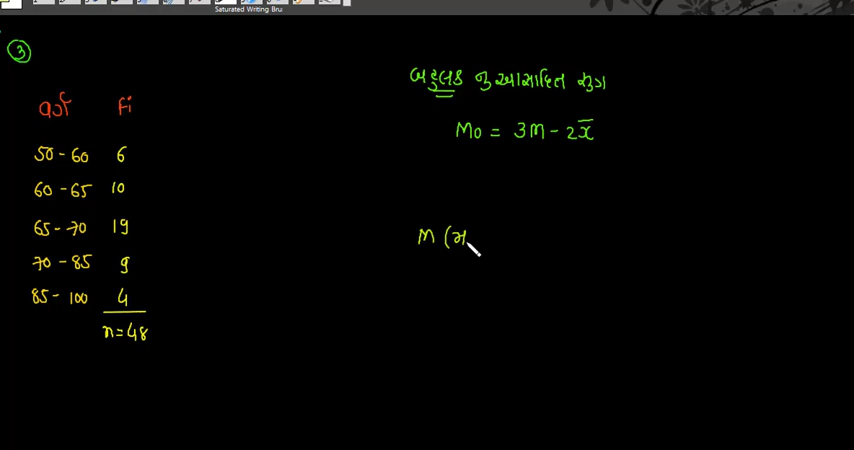 Saturated Writing Bru
3
વર્ગ Fi
50 - 60 6
60 - 65 10
65 - 70 19
70 - 85 9
85 - 100 4
n = 48
બહુલક નું આસાદિત સુત્ર
Mo = 3M - 2x̅
M (મ